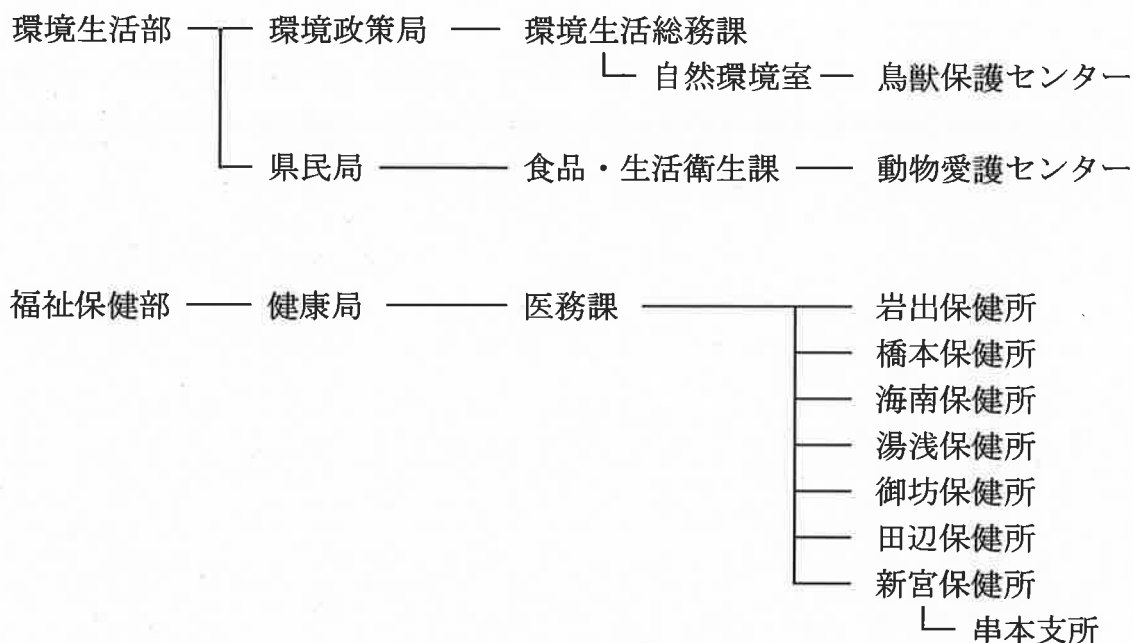 環境生活部 環境政策局 環境生活総務課
自然環境室 鳥獣保護センター
県民局 食品・生活衛生課 動物愛護センター
福祉保健部 健康局 医務課 岩出保健所
橋本保健所
海南保健所
湯浅保健所
御坊保健所
田辺保健所
新宮保健所
串本支所